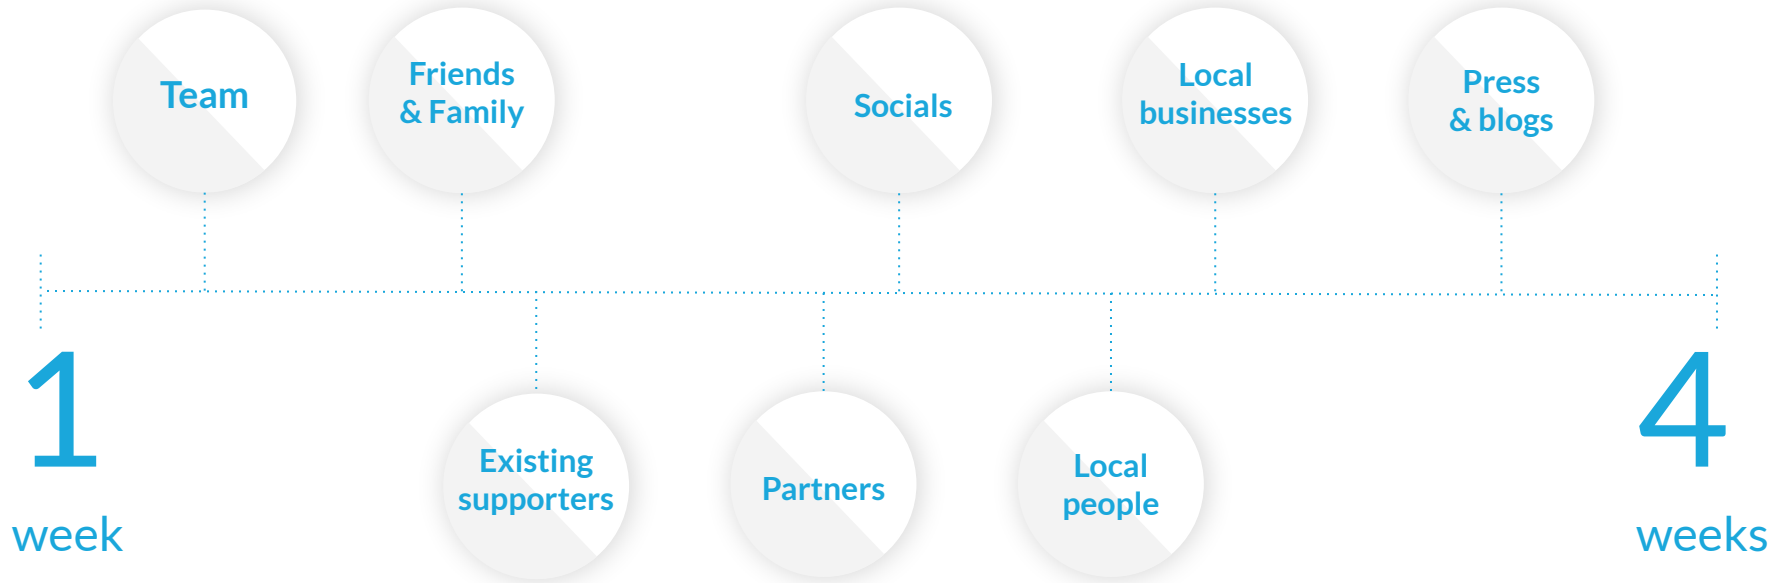 Team
Friends
& Family
Socials
Local
businesses
Press
& blogs
1
week
Existing
supporters
Partners
Local
people
4
weeks